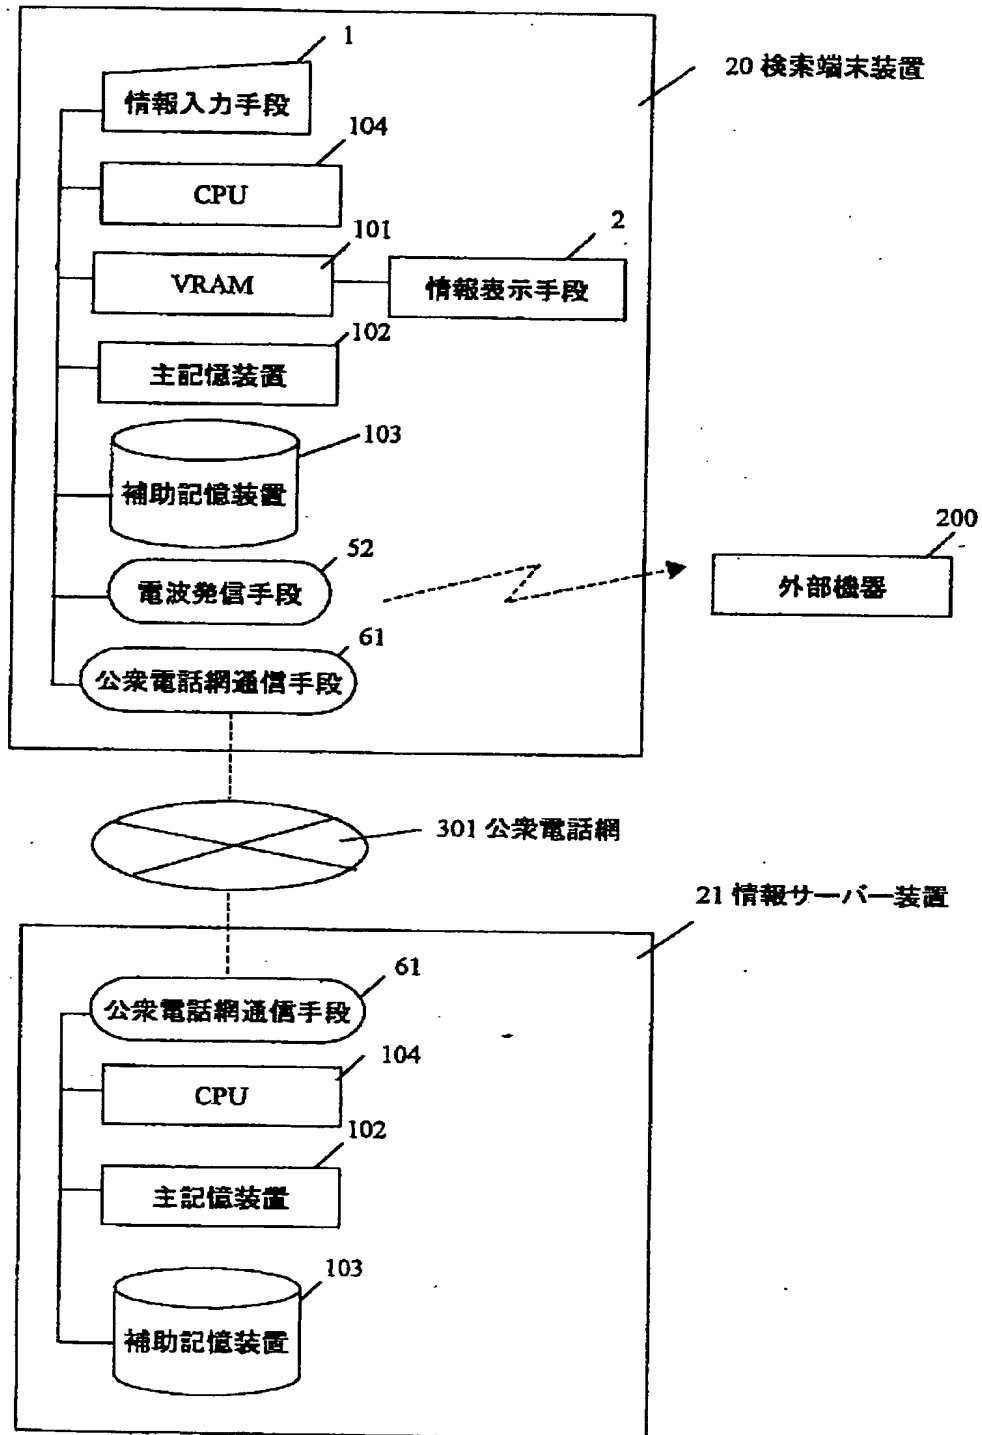 1
20 検索端末装置
情報入力手段
104
CPU
101
2
VRAM
情報表示手段
102
主記憶装置
103
補助記憶装置
200
52
電波発信手段
外部機器
61
公衆電話網通信手段
301 公衆電話網
21 情報サーバー装置
61
公衆電話網通信手段
104
CPU
102
主記憶装置
103
補助記憶装置